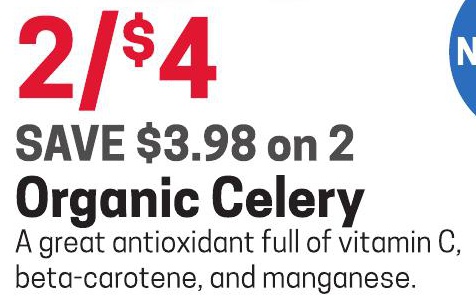 2/$4
SAVE $3.98 on 2
Organic Celery
A great antioxidant full of vitamin C,
beta-carotene, and manganese.